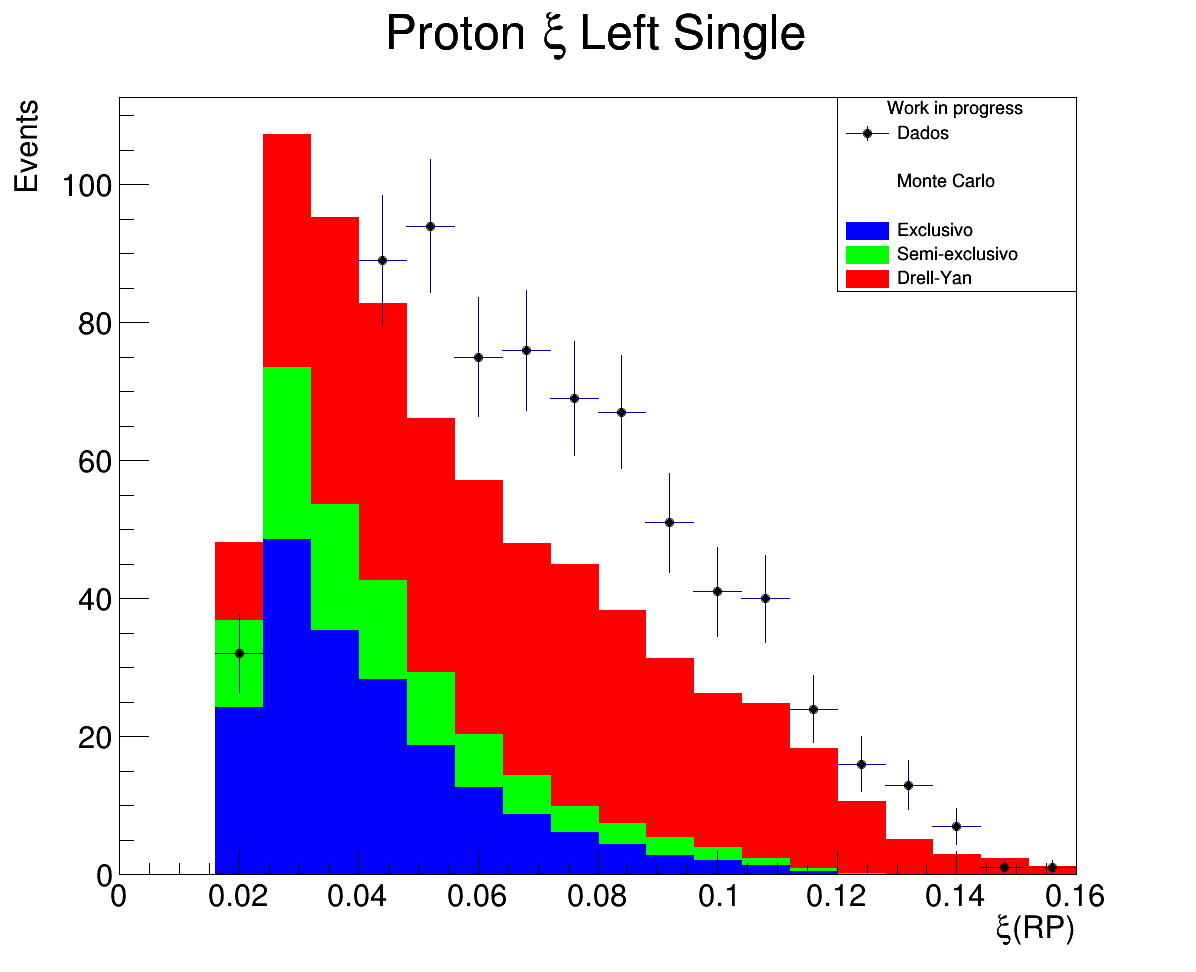 Proton ξ Left Single
Events
Work in progress
Dados
Monte Carlo
Exclusivo
Semi-exclusivo
Drell-Yan
100
80
60
40
20
0
0 0.02 0.04 0.06 0.08 0.1 0.12 0.14 0.16
ξ(RP)